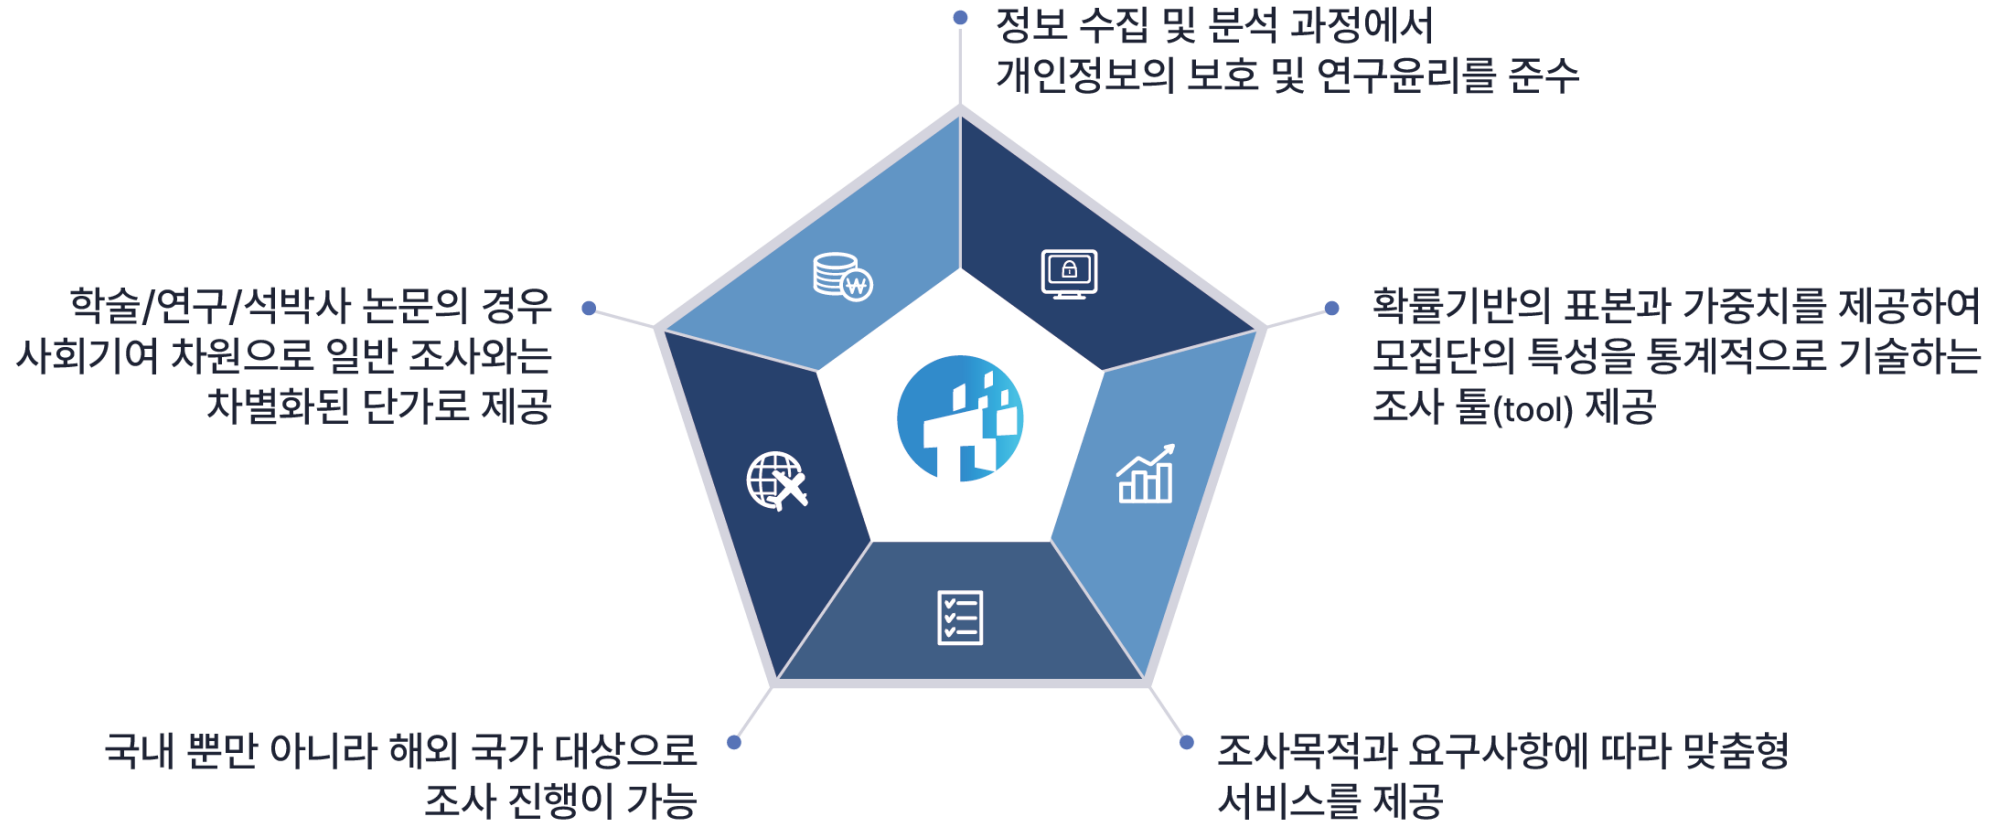 정보 수집 및 분석 과정에서
개인정보의 보호 및 연구윤리를 준수
학술/연구/석박사 논문의 경우
사회기여 차원으로 일반 조사와는
차별화된 단가로 제공
확률기반의 표본과 가중치를 제공하여
모집단의 특성을 통계적으로 기술하는
조사 툴(tool) 제공
국내 뿐만 아니라 해외 국가 대상으로
조사 진행이 가능
조사목적과 요구사항에 따라 맞춤형
서비스를 제공